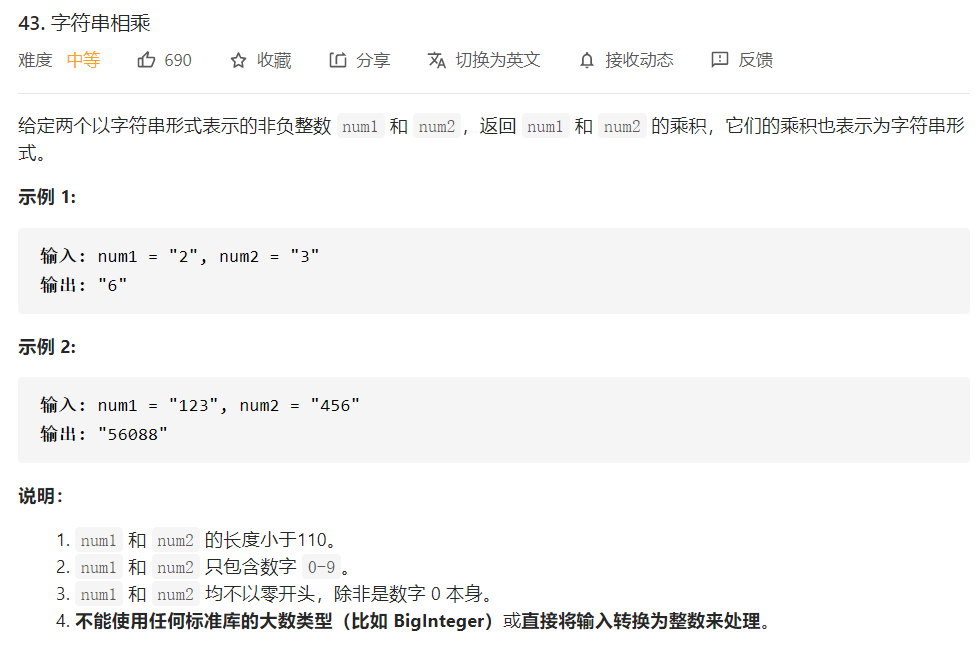 43. 字符串相乘
难度 中等 690 收藏 分享 切换为英文 接收动态 反馈
给定两个以字符串形式表示的非负整数 num1 和 num2，返回 num1 和 num2 的乘积，它们的乘积也表示为字符串形
式。
示例 1:
输入: num1 = "2", num2 = "3"
输出: "6"
示例 2:
输入: num1 = "123", num2 = "456"
输出: "56088"
说明：
1. num1 和 num2 的长度小于110。
2. num1 和 num2 只包含数字 0-9。
3. num1 和 num2 均不以零开头，除非是数字 0 本身。
4. 不能使用任何标准库的大数类型（比如 BigInteger）或直接将输入转换为整数来处理。